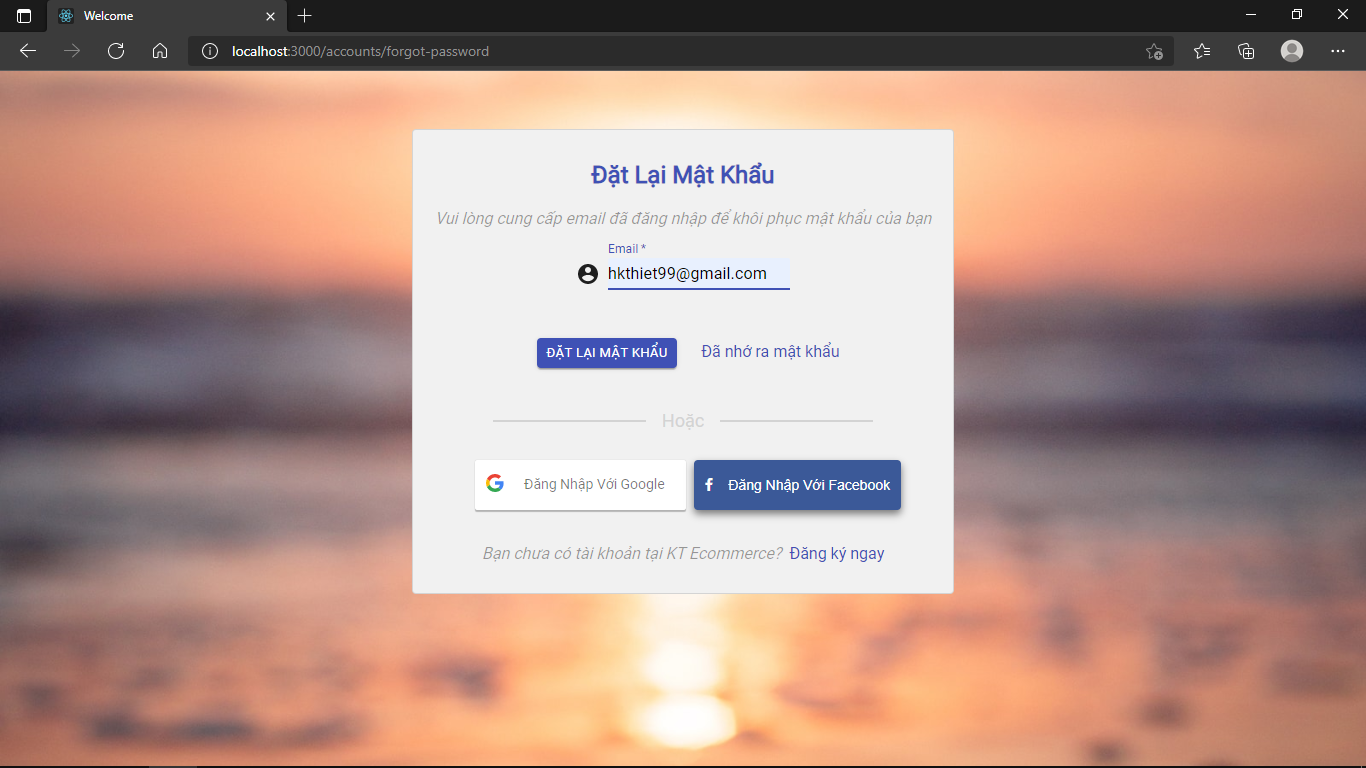 Welcome
localhost:3000/accounts/forgot-password
Đặt Lại Mật Khẩu
Vui lòng cung cấp email đã đăng nhập để khôi phục mật khẩu của bạn
Email *
hkthiet99@gmail.com
ĐẶT LẠI MẬT KHẨU Đã nhớ ra mật khẩu
Hoặc
Đăng Nhập Với Google Đăng Nhập Với Facebook
Bạn chưa có tài khoản tại KT Ecommerce? Đăng ký ngay